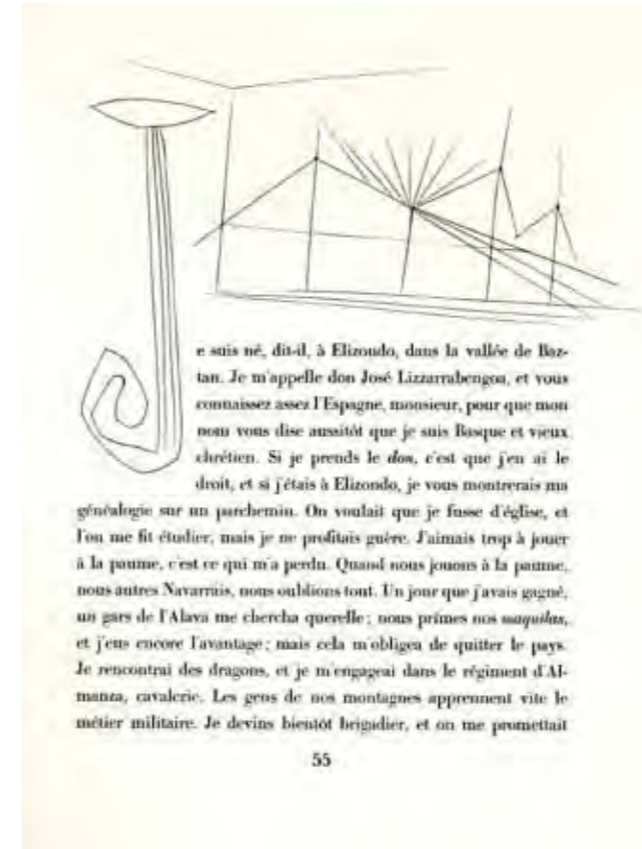 Je suis né, dit-il, à Elizondo, dans la vallée de Baz-
tan. Je m'appelle don José Lizzarrabengoa, et vous
connaissez assez l'Espagne, monsieur, pour que mon
nom vous dise aussitôt que je suis Basque et vieux
chrétien. Si je prends le don, c'est que j'en ai le
droit, et si j'étais à Elizondo, je vous montrerais ma
généalogie sur un parchemin. On voulait que je fusse d'église, et
l'on me fit étudier, mais je ne profitais guère. J'aimais trop à jouer
à la paume, c'est ce qui m'a perdu. Quand nous jouons à la paume,
nous autres Navarrais, nous oublions tout. Un jour que j'avais gagné,
un gars de l'Alava me chercha querelle ; nous prîmes nos maquilas,
et j'eus encore l'avantage ; mais cela m'obligea de quitter le pays.
Je rencontrai des dragons, et je m'engageai dans le régiment d'Al-
manza, cavalerie. Les gens de nos montagnes apprennent vite le
métier militaire. Je devins bientôt brigadier, et on me promettait
55